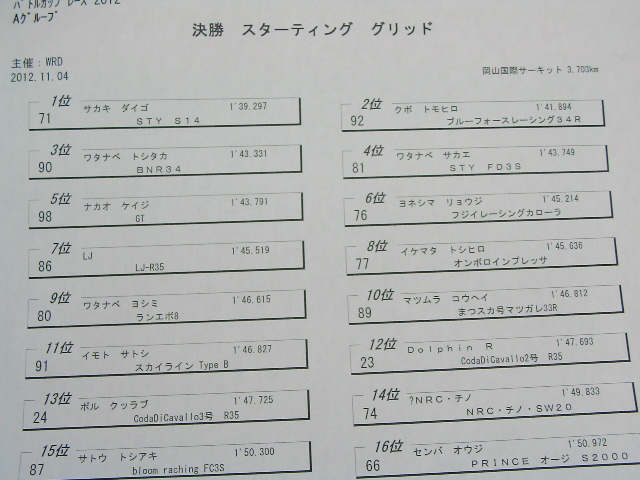 バトルカップ レース 2012
Aグループ
決勝 スターティング グリッド
主催：WRD
2012.11.04
岡山国際サーキット 3.703km
1位 サカキ ダイゴ 1'39.297
71 STY S14
2位 クボ トモヒロ 1'41.894
92 ブルーフォースレーシング34R
3位 ワタナベ トシタカ 1'43.331
90 BNR34
4位 ワタナベ サカエ 1'43.749
81 STY FD3S
5位 ナカオ ケイジ 1'43.791
98 GT
6位 ヨネシマ リョウジ 1'45.214
76 フジイレーシングカローラ
7位 LJ 1'45.519
86 LJ-R35
8位 イケマタ トシヒロ 1'45.636
77 オンボロインプレッサ
9位 ワタナベ ヨシミ 1'46.615
80 ランエボ8
10位 マツムラ コウヘイ 1'46.812
89 まつスカ号マツガレ33R
11位 イモト サトシ 1'46.827
91 スカイライン Type B
12位 Dolphin R 1'47.693
23 CodaDiCavallo2号 R35
13位 ポル クッラブ 1'47.725
24 CodaDiCavallo3号 R35
14位 ?NRC・チノ 1'49.833
74 NRC・チノ・SW20
15位 サトウ トシアキ 1'50.300
87 bloom raching FC3S
16位 センバ オウジ 1'50.972
66 PRINCE オージ S2000